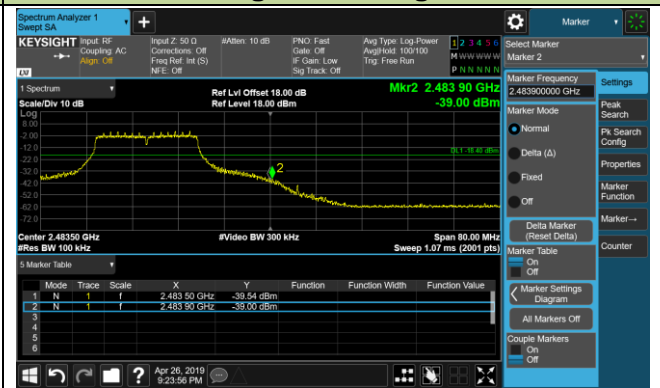 Spectrum Analyzer 1
Swept SA
+
Marker
KEYSIGHT
Input: RF
Coupling: AC
Align: Off
Input Z: 50 Ω
Corrections: Off
Freq Ref: Int (S)
NFE: Off
#Atten: 10 dB
PNO: Fast
Gate: Off
IF Gain: Low
Sig Track: Off
Avg Type: Log-Power
Avg|Hold: 100/100
Trig: Free Run
1 2 3 4 5 6
M W W W W W
P N N N N N
LXI
1 Spectrum
Scale/Div 10 dB
Ref Lvl Offset 18.00 dB
Ref Level 18.00 dBm
Mkr2 2.483 90 GHz
-39.00 dBm
Log
8.00
-2.00
-12.0
-22.0
-32.0
-42.0
-52.0
-62.0
-72.0
DL1 -18.40 dBm
2
Center 2.48350 GHz
#Res BW 100 kHz
#Video BW 300 kHz
Span 80.00 MHz
Sweep 1.07 ms (2001 pts)
5 Marker Table
Mode Trace Scale X Y Function Function Width Function Value
1 N 1 f 2.483 50 GHz -39.54 dBm
2 N 1 f 2.483 90 GHz -39.00 dBm
3
4
5
6
Select Marker
Marker 2
Marker Frequency
2.483900000 GHz
Marker Mode
Normal
Delta (Δ)
Fixed
Off
Delta Marker
(Reset Delta)
Marker Table
On
Off
Marker Settings
Diagram
All Markers Off
Couple Markers
On
Off
Settings
Peak
Search
Pk Search
Config
Properties
Marker
Function
Marker→
Counter
?
Apr 26, 2019
9:23:56 PM